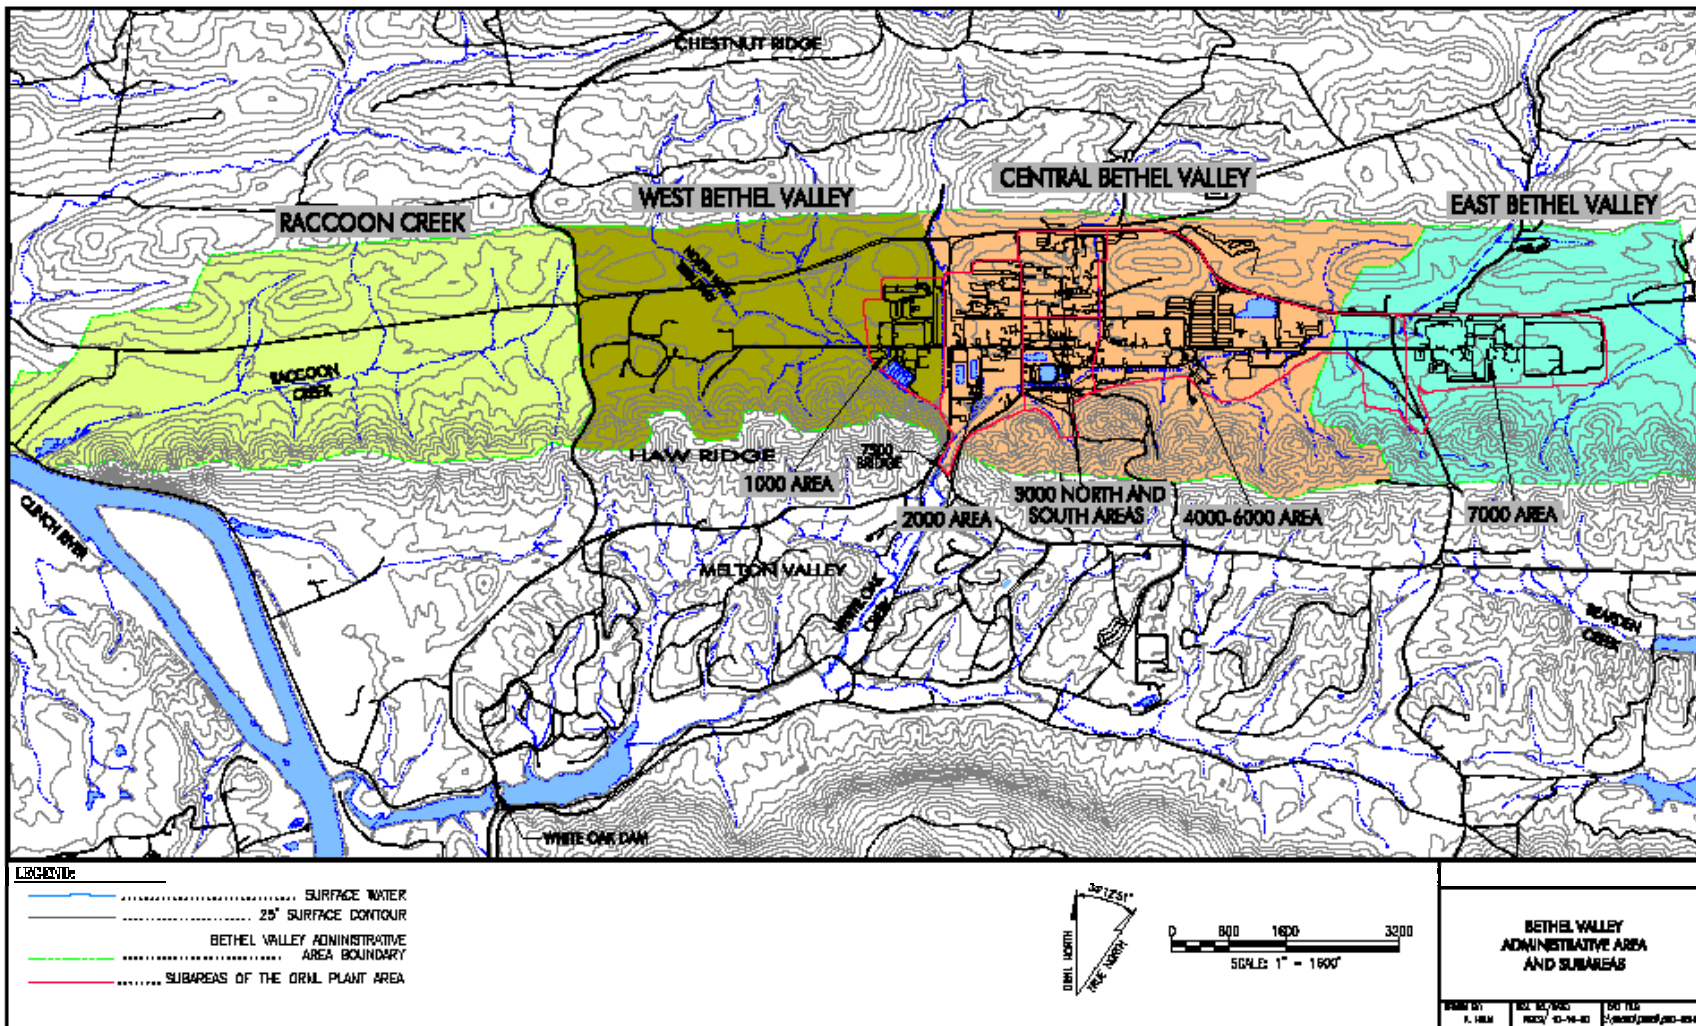 CHESTNUT RIDGE
CENTRAL BETHEL VALLEY
WEST BETHEL VALLEY
EAST BETHEL VALLEY
RACCOON CREEK
RACCOON
CREEK
HAW RIDGE
7500
BRIDGE
1000 AREA
2000 AREA
3000 NORTH AND
SOUTH AREAS
4000-6000 AREA
7000 AREA
CLINCH RIVER
MELTON VALLEY
WHITE OAK
CREEK
BEARDEN
CREEK
WHITE OAK DAM
LEGEND:
SURFACE WATER
25' SURFACE CONTOUR
BETHEL VALLEY ADMINISTRATIVE
AREA BOUNDARY
SUBAREAS OF THE ORNL PLANT AREA
ORNL NORTH
TRUE NORTH
0 800 1600 3200
SCALE: 1" = 1600'
BETHEL VALLEY
ADMINISTRATIVE AREA
AND SUBAREAS